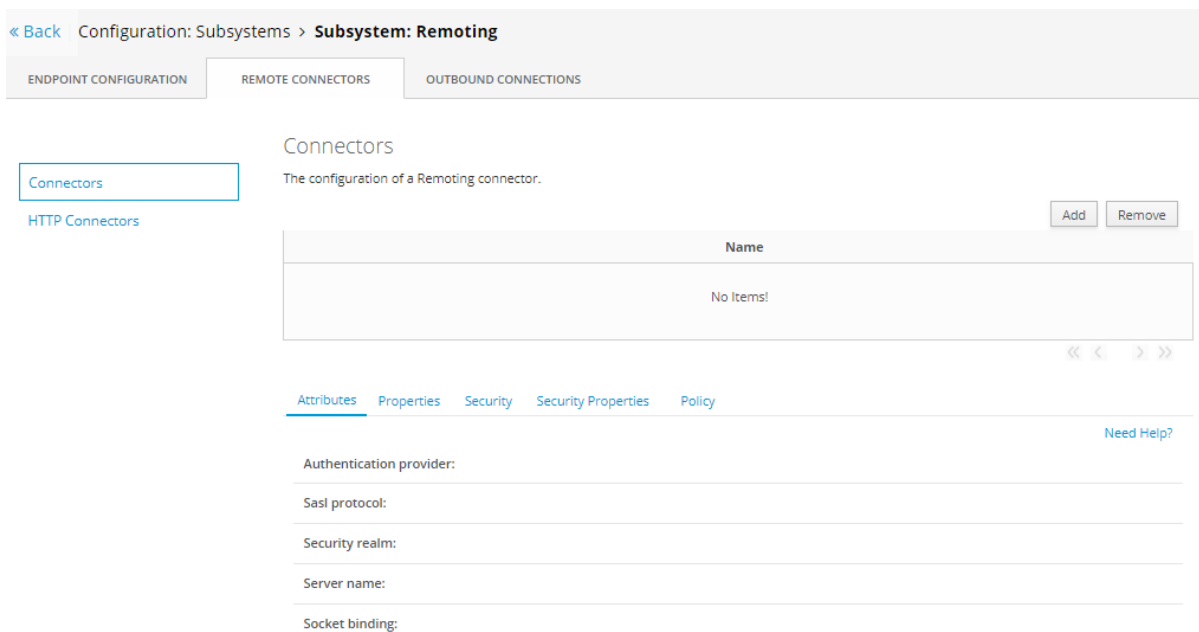 « Back Configuration: Subsystems > Subsystem: Remoting
ENDPOINT CONFIGURATION REMOTE CONNECTORS OUTBOUND CONNECTIONS
Connectors
The configuration of a Remoting connector.
Connectors
HTTP Connectors
Add Remove
Name
No Items!
« < > »
Attributes Properties Security Security Properties Policy
Need Help?
Authentication provider:
Sasl protocol:
Security realm:
Server name:
Socket binding: